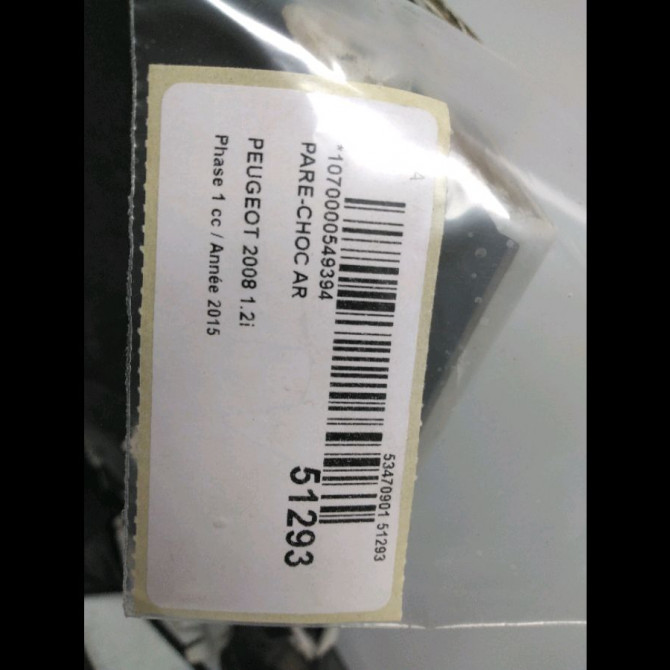 A
53470901 51293
*1070000549394
PARE-CHOC AR
51293
PEUGEOT 2008 1.2i
Phase 1 cc / Année 2015